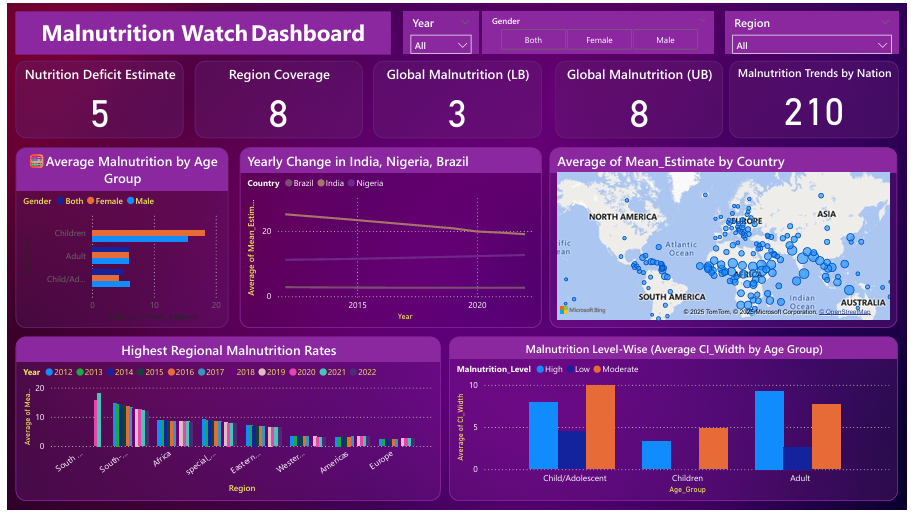 Malnutrition Watch Dashboard
Year
All
Gender
Both Female Male
Region
All
Nutrition Deficit Estimate
5
Region Coverage
8
Global Malnutrition (LB)
3
Global Malnutrition (UB)
8
Malnutrition Trends by Nation
210
Average Malnutrition by Age
Group
Gender Both Female Male
Children
Adult
Child/Ad...
0 10 20
Yearly Change in India, Nigeria, Brazil
Country Brazil India Nigeria
Average of Mean_Estim...
20
0
2015 2020
Year
Average of Mean_Estimate by Country
NORTH AMERICA
EUROPE
ASIA
Atlantic
Ocean
AFRICA
SOUTH AMERICA
Indian
Ocean
AUSTRALIA
Microsoft Bing
© 2025 TomTom, © 2025 Microsoft Corporation, © OpenStreetMap
Highest Regional Malnutrition Rates
Year 2012 2013 2014 2015 2016 2017 2018 2019 2020 2021 2022
Average of Mea...
20
10
0
South ... South-... Africa special_... Eastern... Wester... Americas Europe
Region
Malnutrition Level-Wise (Average CI_Width by Age Group)
Malnutrition_Level High Low Moderate
Average of CI_Width
10
5
0
Child/Adolescent Children Adult
Age_Group